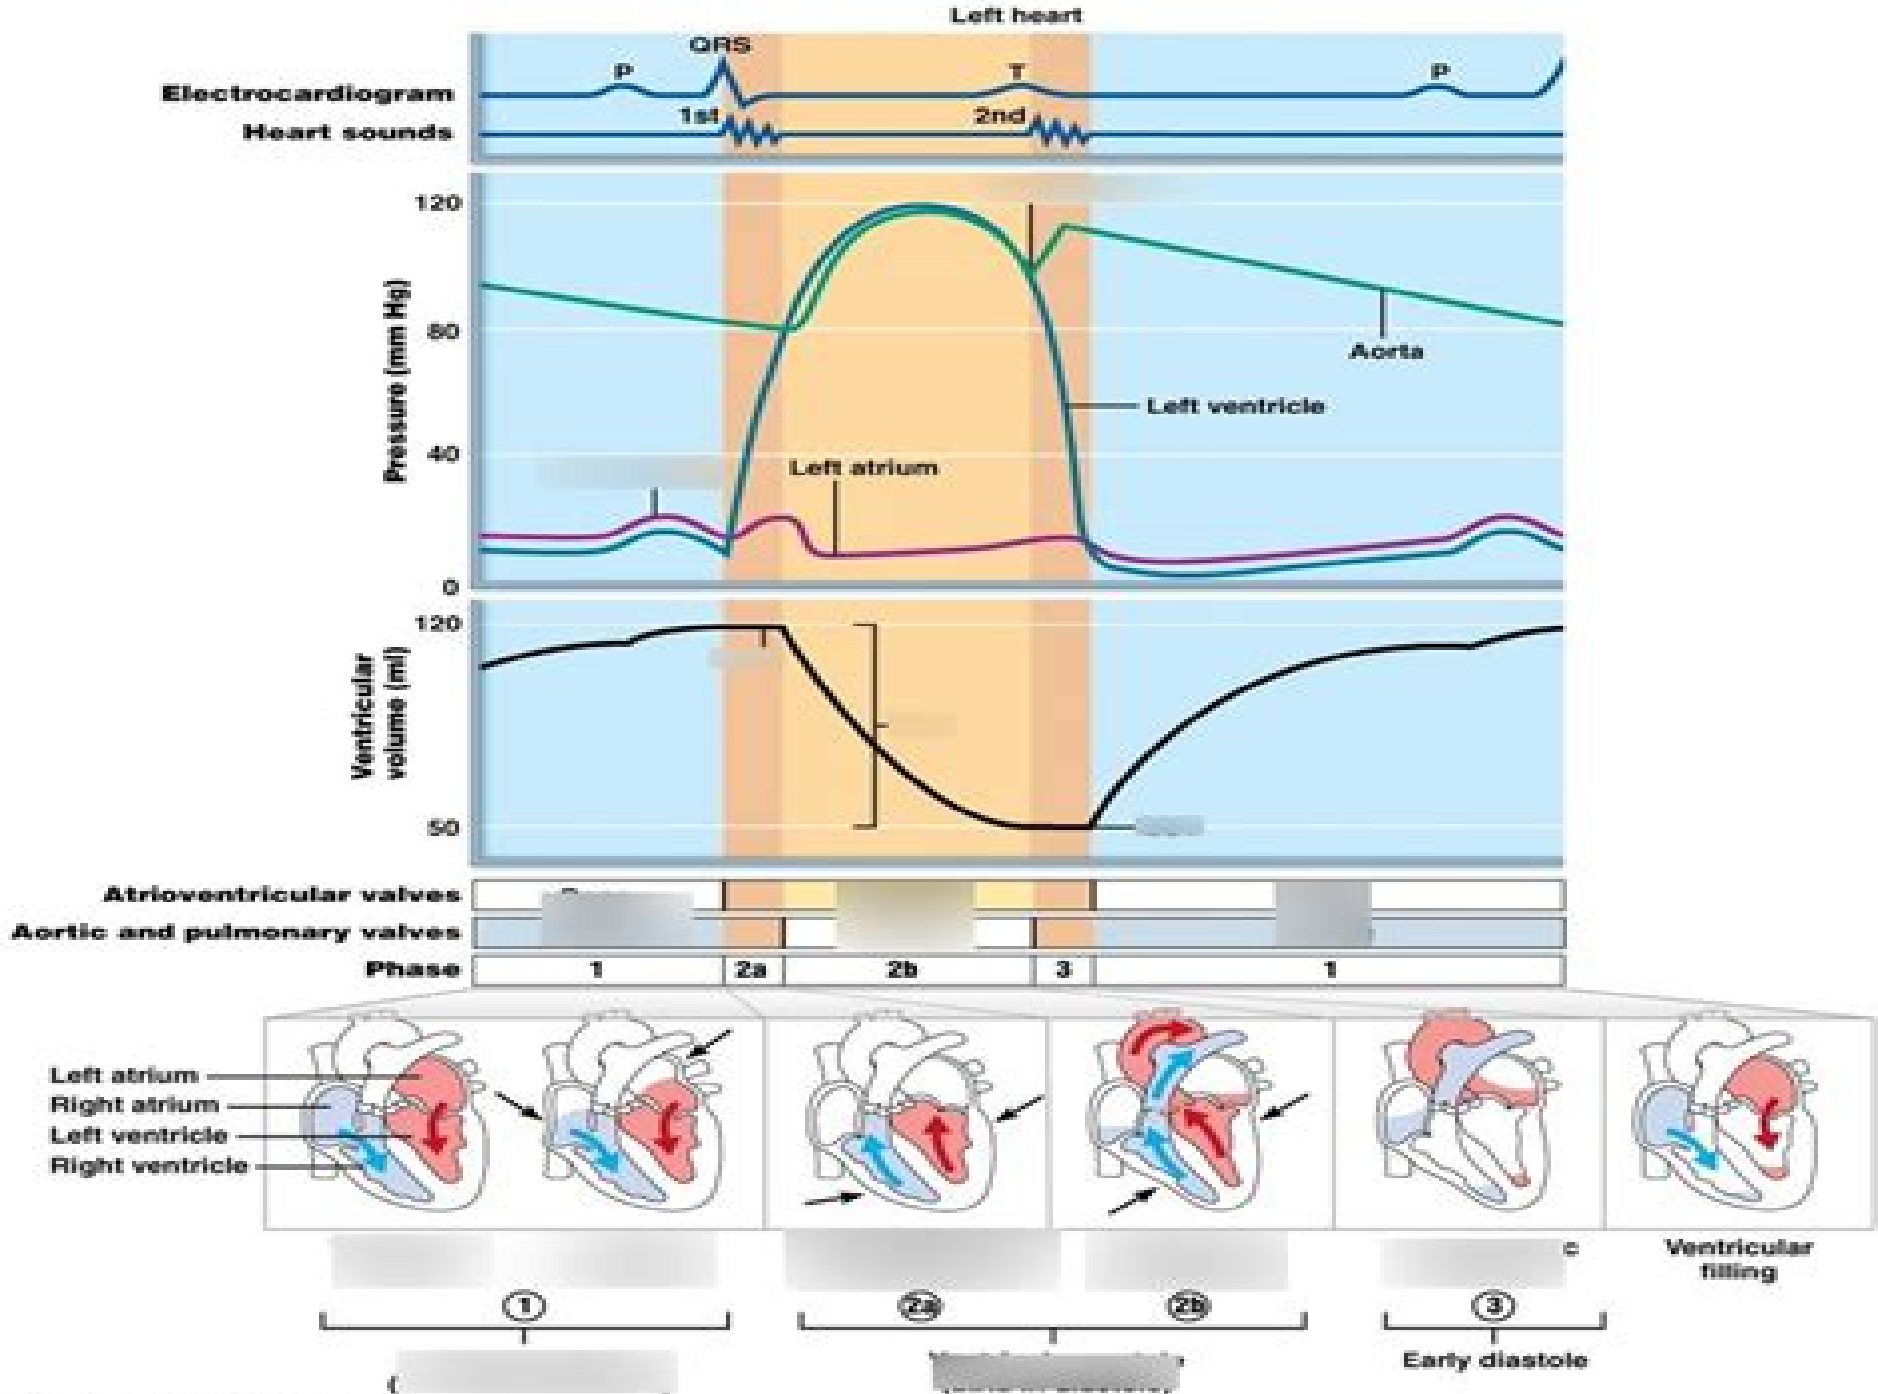 Left heart
QRS
P
T
P
Electrocardiogram
1st
2nd
Heart sounds
120
80
40
0
Pressure (mm Hg)
Aorta
Left ventricle
Left atrium
120
50
Ventricular
volume (ml)
Atrioventricular valves
Aortic and pulmonary valves
Phase
1
2a
2b
3
1
Left atrium
Right atrium
Left ventricle
Right ventricle
c
Ventricular
filling
1
2a
2b
3
Early diastole